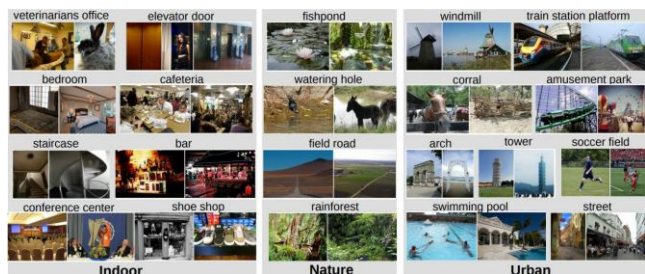 veterinarians office elevator door fishpond windmill train station platform
bedroom cafeteria watering hole corral amusement park
staircase bar field road arch tower soccer field
conference center shoe shop rainforest swimming pool street
Indoor Nature Urban